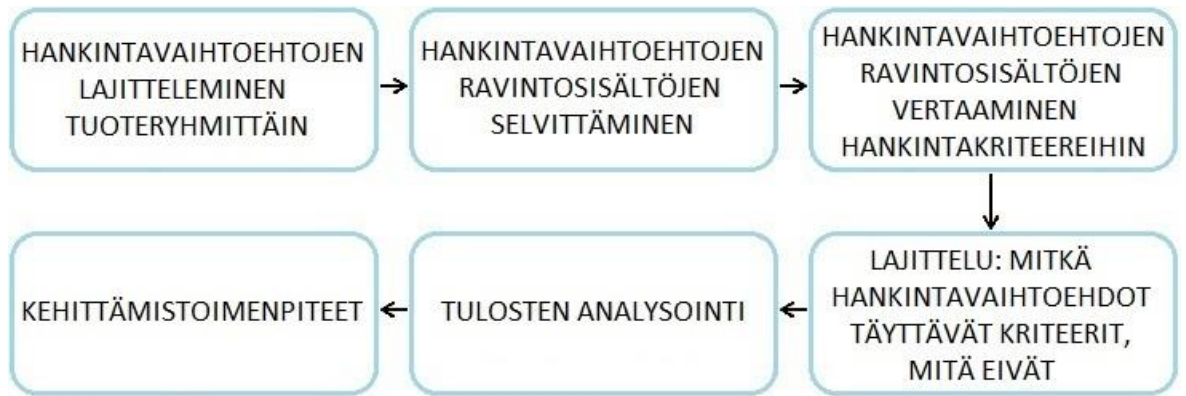 HANKINTAVAIHTOEHTOJEN
LAJITTELEMINEN
TUOTERYHMITTÄIN
HANKINTAVAIHTOEHTOJEN
RAVINTOSISÄLTÖJEN
SELVITTÄMINEN
HANKINTAVAIHTOEHTOJEN
RAVINTOSISÄLTÖJEN
VERTAAMINEN
HANKINTAKRITEEREIHIN
LAJITTELU: MITKÄ
HANKINTAVAIHTOEHDOT
TÄYTTÄVÄT KRITEERIT,
MITÄ EIVÄT
TULOSTEN ANALYSOINTI
KEHITTÄMISTOIMENPITEET